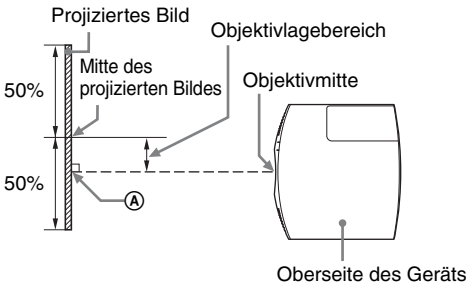 Projiziertes Bild
Objektivlagebereich
Mitte des
projizierten Bildes
Objektivmitte
50%
50%
A
Oberseite des Geräts